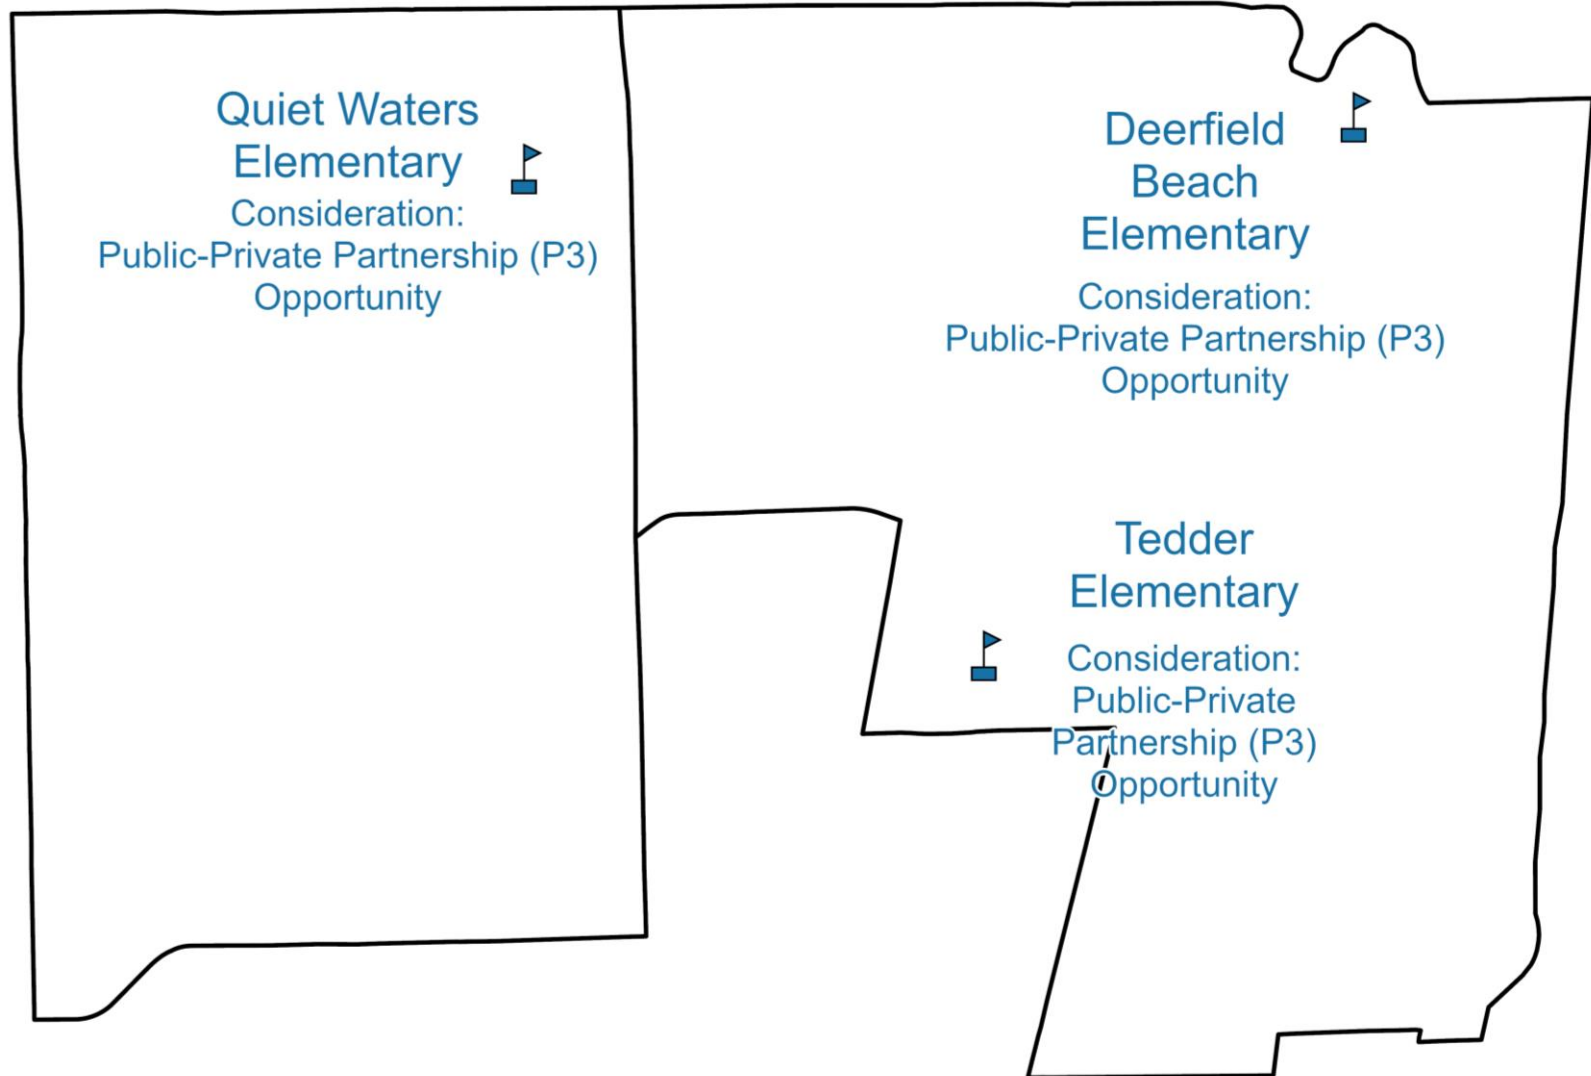 Quiet Waters
Elementary
Consideration:
Public-Private Partnership (P3)
Opportunity
Deerfield
Beach
Elementary
Consideration:
Public-Private Partnership (P3)
Opportunity
Tedder
Elementary
Consideration:
Public-Private
Partnership (P3)
Opportunity